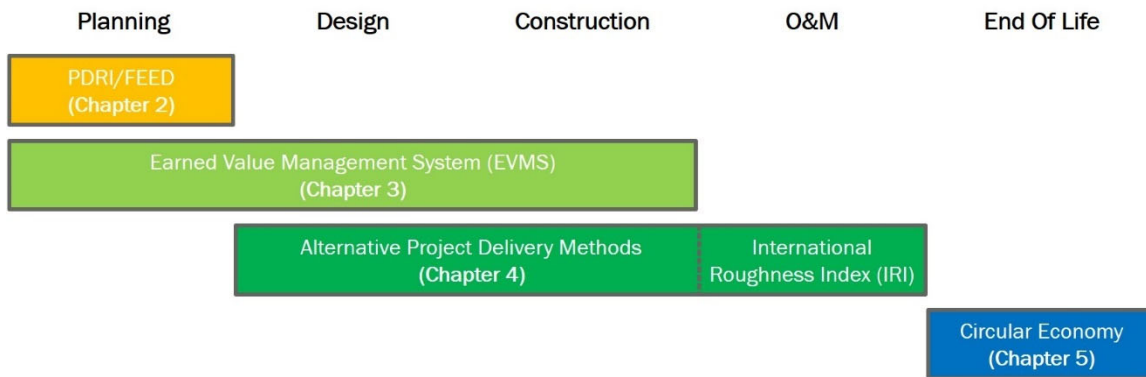 Planning Design Construction O&M End Of Life
PDRI/FEED
(Chapter 2)
Earned Value Management System (EVMS)
(Chapter 3)
Alternative Project Delivery Methods
(Chapter 4)
International
Roughness Index (IRI)
Circular Economy
(Chapter 5)